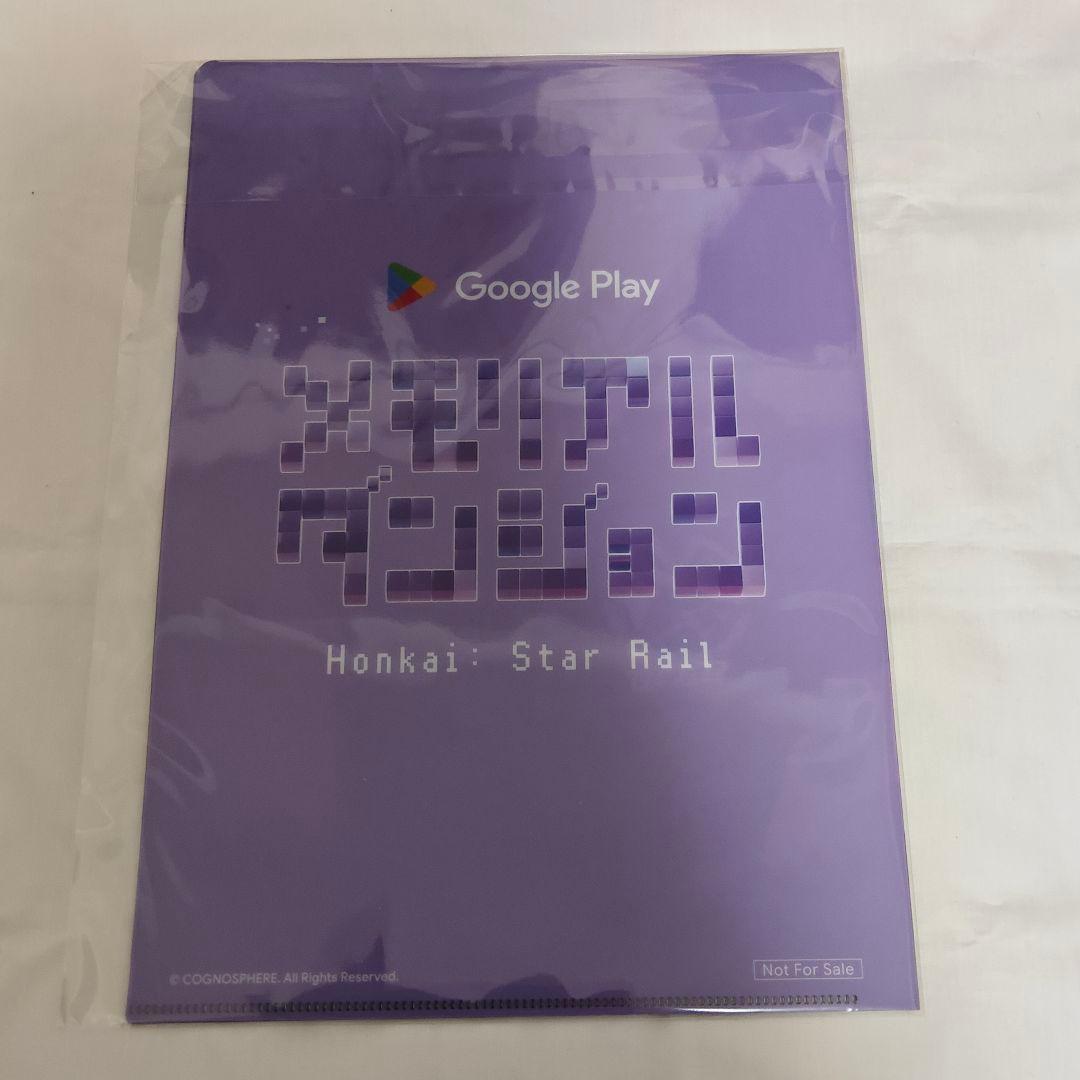 Google Play
メモリアル
ダンジョン
Honkai: Star Rail
© COGNOSPHERE. All Rights Reserved.
Not For Sale